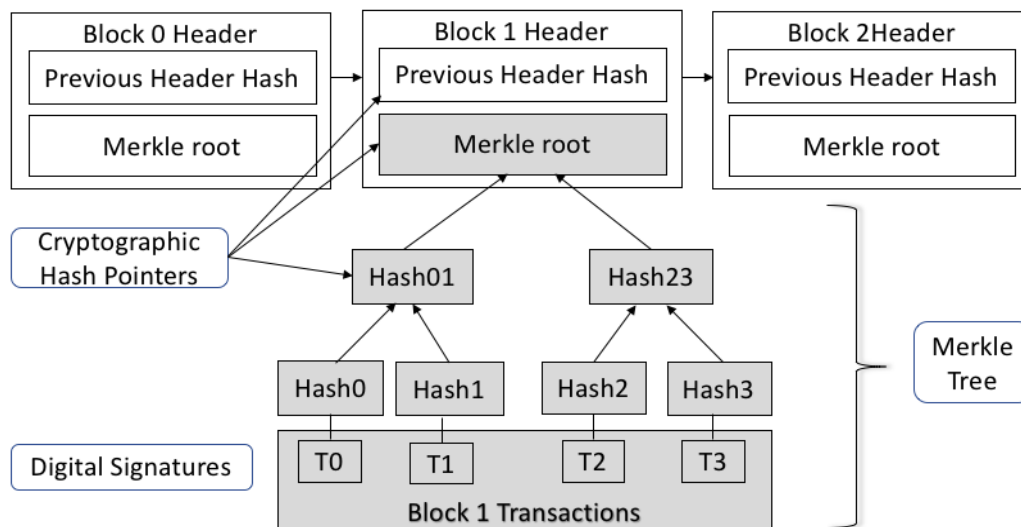 Block 0 Header
Previous Header Hash
Merkle root
Block 1 Header
Previous Header Hash
Merkle root
Block 2Header
Previous Header Hash
Merkle root
Cryptographic
Hash Pointers
Hash01
Hash23
Hash0
Hash1
Hash2
Hash3
Merkle
Tree
Digital Signatures
T0
T1
T2
T3
Block 1 Transactions